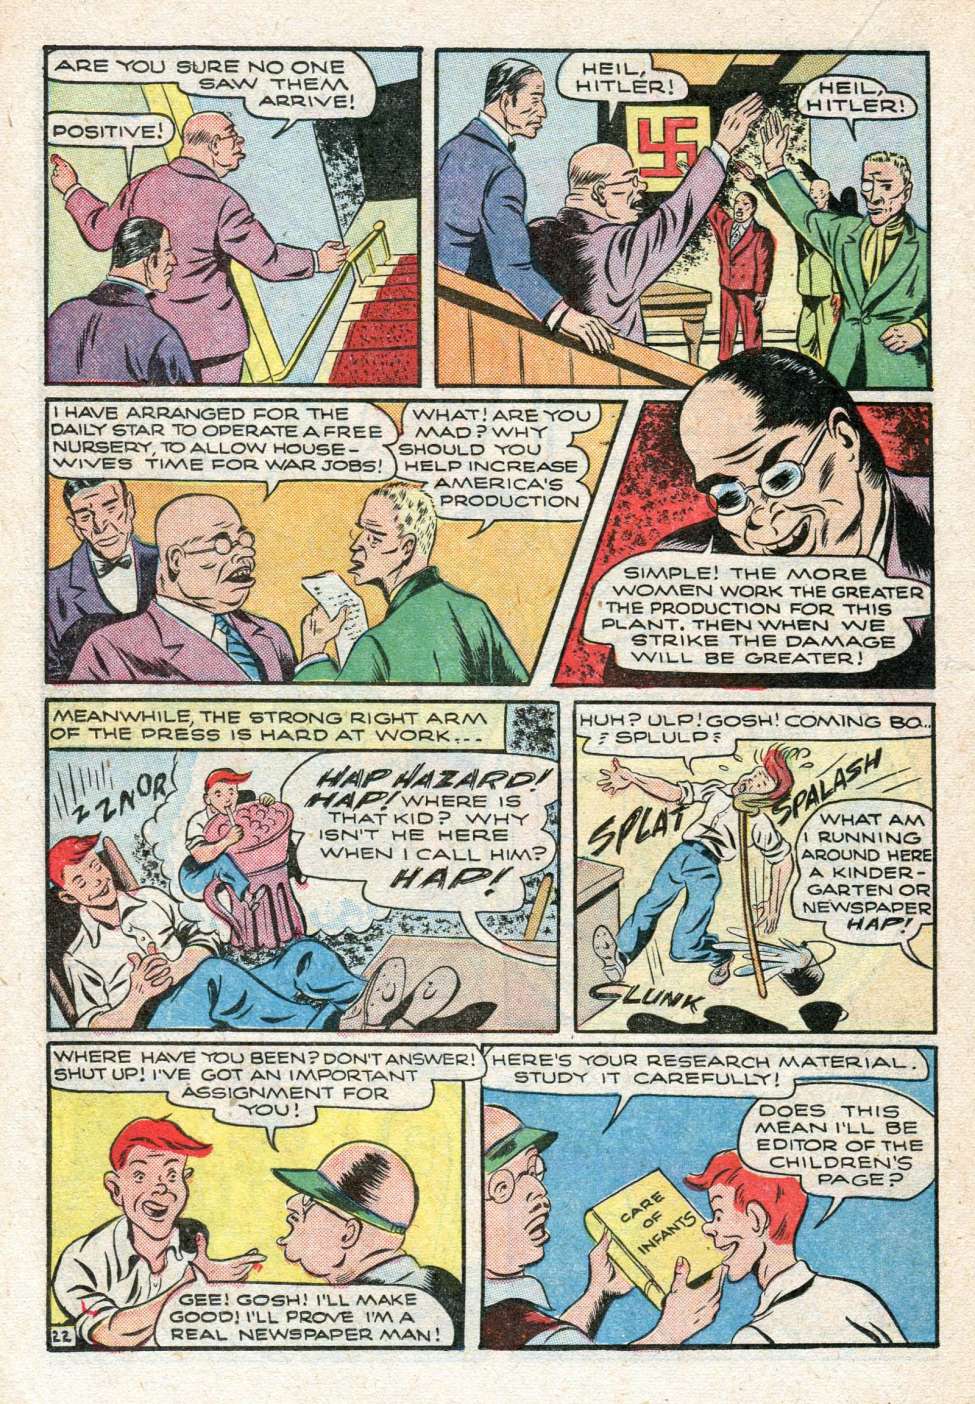 ARE YOU SURE NO ONE
SAW THEM
ARRIVE!
POSITIVE!
HEIL,
HITLER!
HEIL,
HITLER!
I HAVE ARRANGED FOR THE
DAILY STAR TO OPERATE A FREE
NURSERY, TO ALLOW HOUSE-
WIVES TIME FOR WAR JOBS!
WHAT! ARE YOU
MAD? WHY
SHOULD YOU
HELP INCREASE
AMERICA'S
PRODUCTION
SIMPLE! THE MORE
WOMEN WORK THE GREATER
THE PRODUCTION FOR THIS
PLANT. THEN WHEN WE
STRIKE THE DAMAGE
WILL BE GREATER!
MEANWHILE, THE STRONG RIGHT ARM
OF THE PRESS IS HARD AT WORK...
ZZNOR
HAP HAZARD!
HAP! WHERE IS
THAT KID? WHY
ISN'T HE HERE
WHEN I CALL HIM?
HAP!
HUH? ULP! GOSH! COMING BO..
SPLULP
SPLAT
SPALASH
CLUNK
WHAT AM
I RUNNING
AROUND HERE
A KINDER-
GARTEN OR
NEWSPAPER
HAP!
WHERE HAVE YOU BEEN? DON'T ANSWER!
SHUT UP! I'VE GOT AN IMPORTANT
ASSIGNMENT FOR
YOU!
GEE! GOSH! I'LL MAKE
GOOD! I'LL PROVE I'M A
REAL NEWSPAPER MAN!
22
HERE'S YOUR RESEARCH MATERIAL.
STUDY IT CAREFULLY!
CARE
OF
INFANTS
DOES THIS
MEAN I'LL BE
EDITOR OF THE
CHILDREN'S
PAGE?